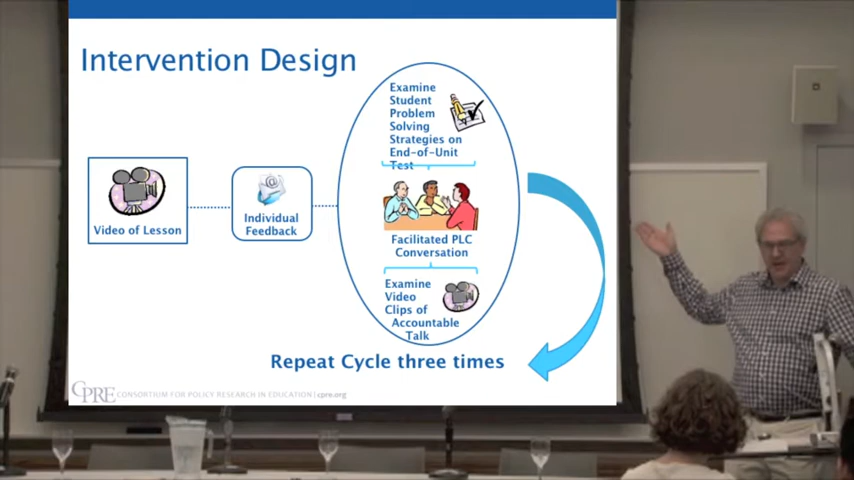 Intervention Design
Examine
Student
Problem
Solving
Strategies on
End-of-Unit
Test
Video of Lesson
@
Individual
Feedback
Facilitated PLC
Conversation
Examine
Video
Clips of
Accountable
Talk
Repeat Cycle three times
CPRE CONSORTIUM FOR POLICY RESEARCH IN EDUCATION | cpre.org